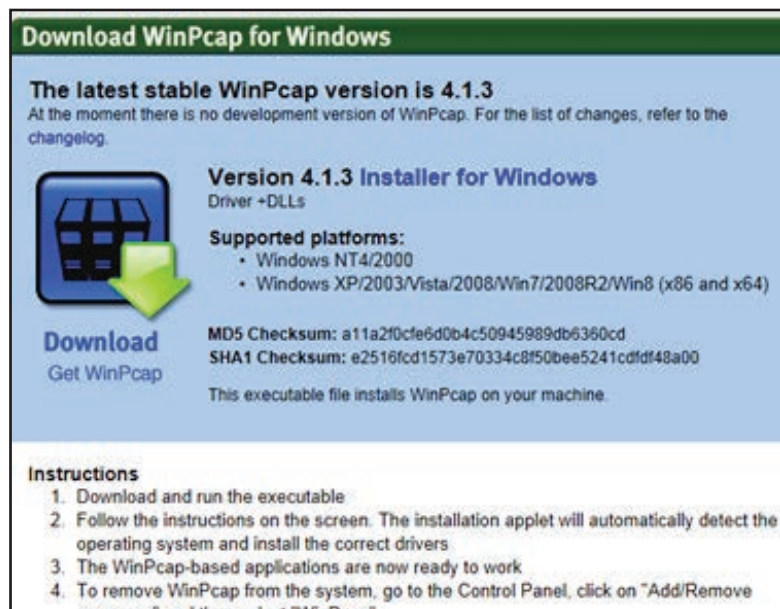 Download WinPcap for Windows
The latest stable WinPcap version is 4.1.3
At the moment there is no development version of WinPcap. For the list of changes, refer to the
changelog.
Version 4.1.3 Installer for Windows
Driver +DLLs
Supported platforms:
• Windows NT4/2000
• Windows XP/2003/Vista/2008/Win7/2008R2/Win8 (x86 and x64)
Download
Get WinPcap
MD5 Checksum: a11a2f0cfe6d0b4c50945989db6360cd
SHA1 Checksum: e2516fcd1573e70334c8f50bee5241cdfdf48a00
This executable file installs WinPcap on your machine.
Instructions
1. Download and run the executable
2. Follow the instructions on the screen. The installation applet will automatically detect the
operating system and install the correct drivers
3. The WinPcap-based applications are now ready to work
4. To remove WinPcap from the system, go to the Control Panel, click on "Add/Remove